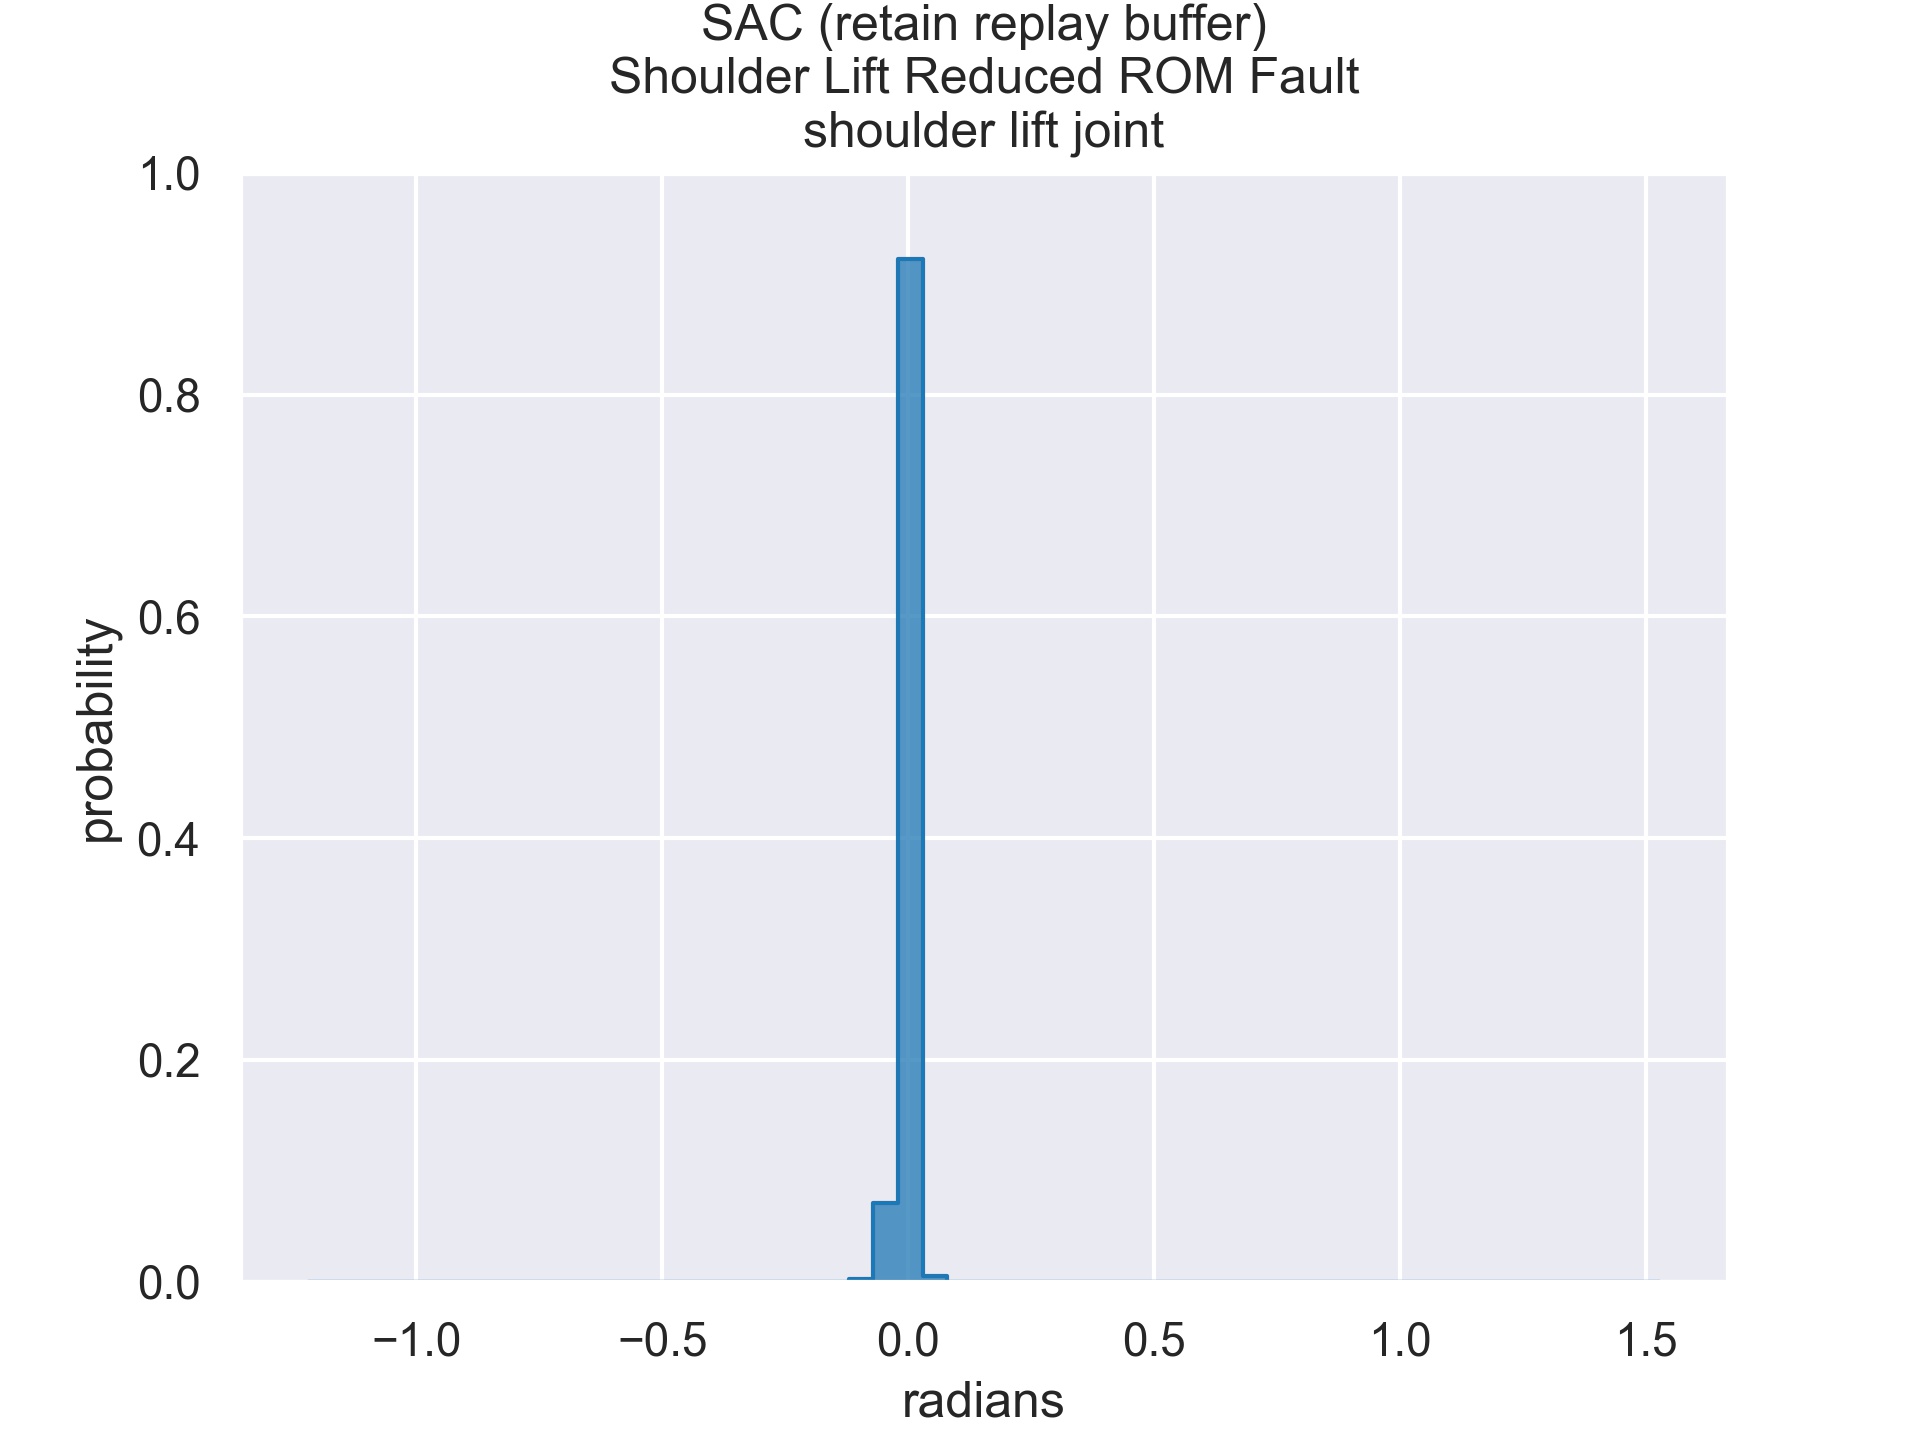 SAC (retain replay buffer)
Shoulder Lift Reduced ROM Fault
shoulder lift joint
1.0
0.8
0.6
0.4
0.2
0.0
probability
−1.0 −0.5 0.0 0.5 1.0 1.5
radians